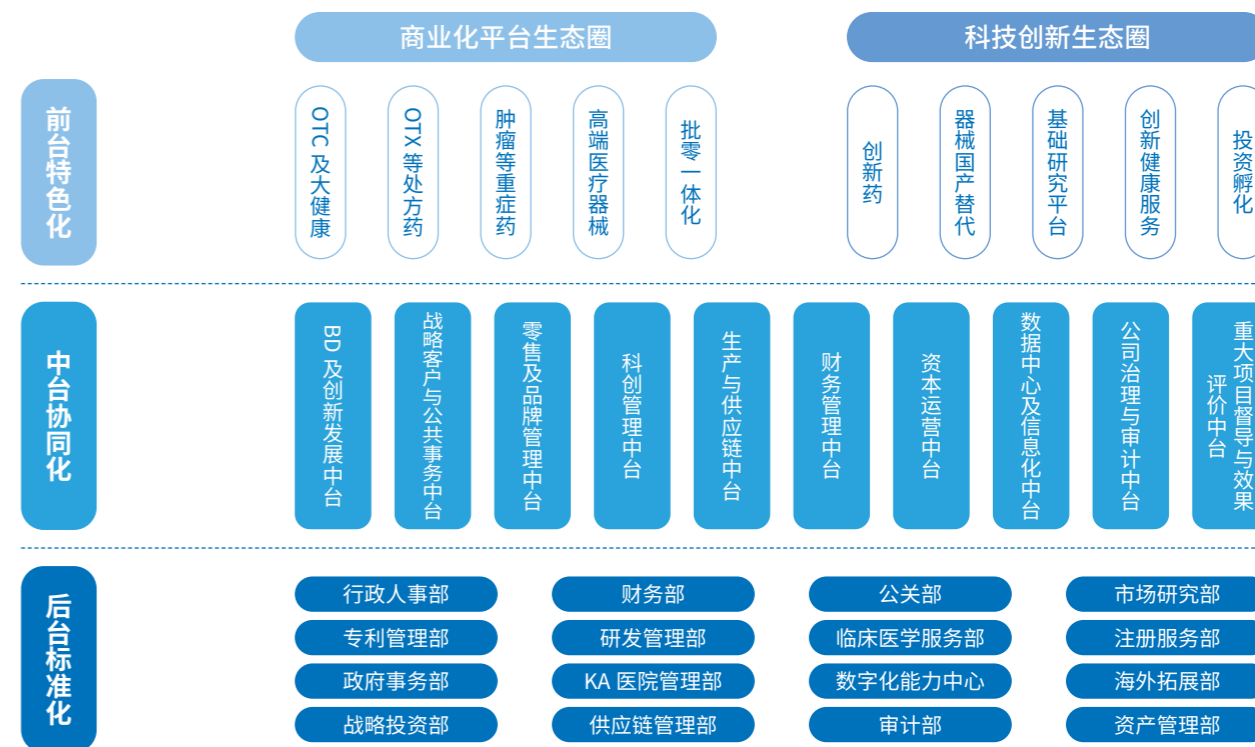 商业化平台生态圈
科技创新生态圈
前台特色化
OTC 及大健康
OTX 等处方药
肿瘤等重症药
高端医疗器械
批零一体化
创新药
器械国产替代
基础研究平台
创新健康服务
投资孵化
中台协同化
BD 及创新发展中台
战略客户与公共事务中台
零售及品牌管理中台
科创管理中台
生产与供应链中台
财务管理中台
资本运营中台
数据中心及信息化中台
公司治理与审计中台
重大项目督导与效果
评价中台
后台标准化
行政人事部
财务部
公关部
市场研究部
专利管理部
研发管理部
临床医学服务部
注册服务部
政府事务部
KA 医院管理部
数字化能力中心
海外拓展部
战略投资部
供应链管理部
审计部
资产管理部